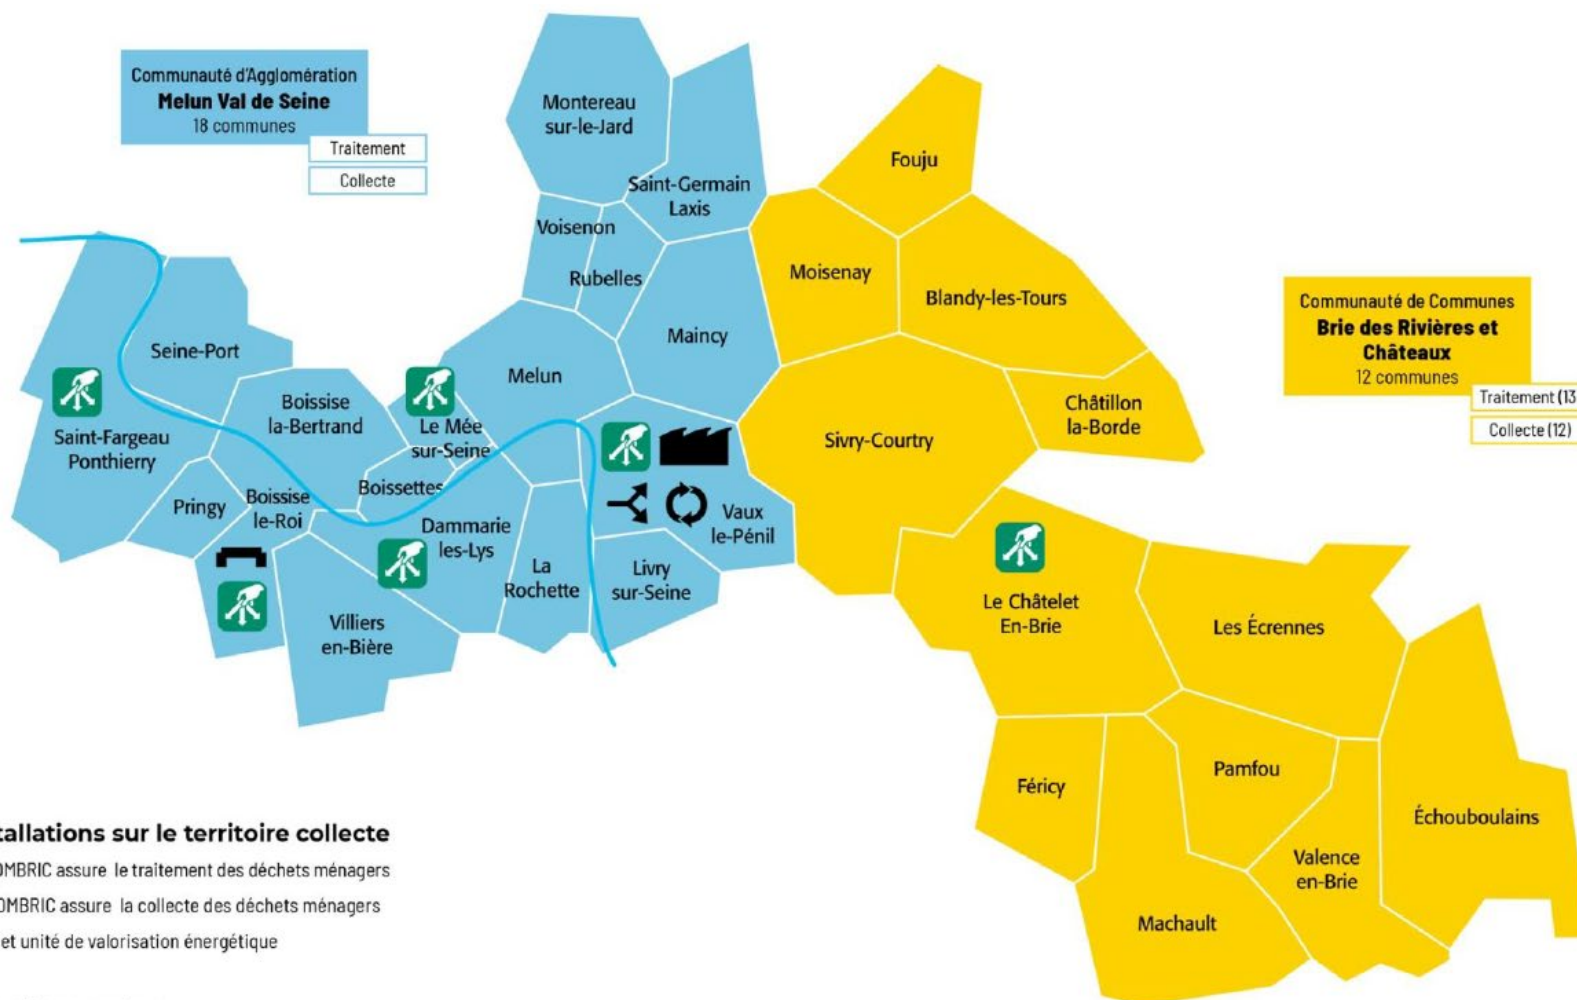 Communauté d'Agglomération
Melun Val de Seine
18 communes
Traitement
Collecte
Montereau
sur-le-Jard
Saint-Germain
Laxis
Voisenon
Rubelles
Fouju
Moisenay
Blandy-les-Tours
Communauté de Communes
Brie des Rivières et
Châteaux
12 communes
Traitement (13
Collecte (12)
Seine-Port
Maincy
Melun
Boissise
la-Bertrand
Le Mée
sur-Seine
Châtillon
la-Borde
Sivry-Courtry
Saint-Fargeau
Ponthierry
Pringy
Boissise
le-Roi
Boissettes
Dammarie
les-Lys
Vaux
le-Pénil
La
Rochette
Livry
sur-Seine
Villiers
en-Bière
Le Châtelet
En-Brie
Les Écrennes
Féricy
Pamfou
Échouboulains
Valence
en-Brie
Machault
tallations sur le territoire collecte
OMBRIC assure le traitement des déchets ménagers
OMBRIC assure la collecte des déchets ménagers
et unité de valorisation énergétique